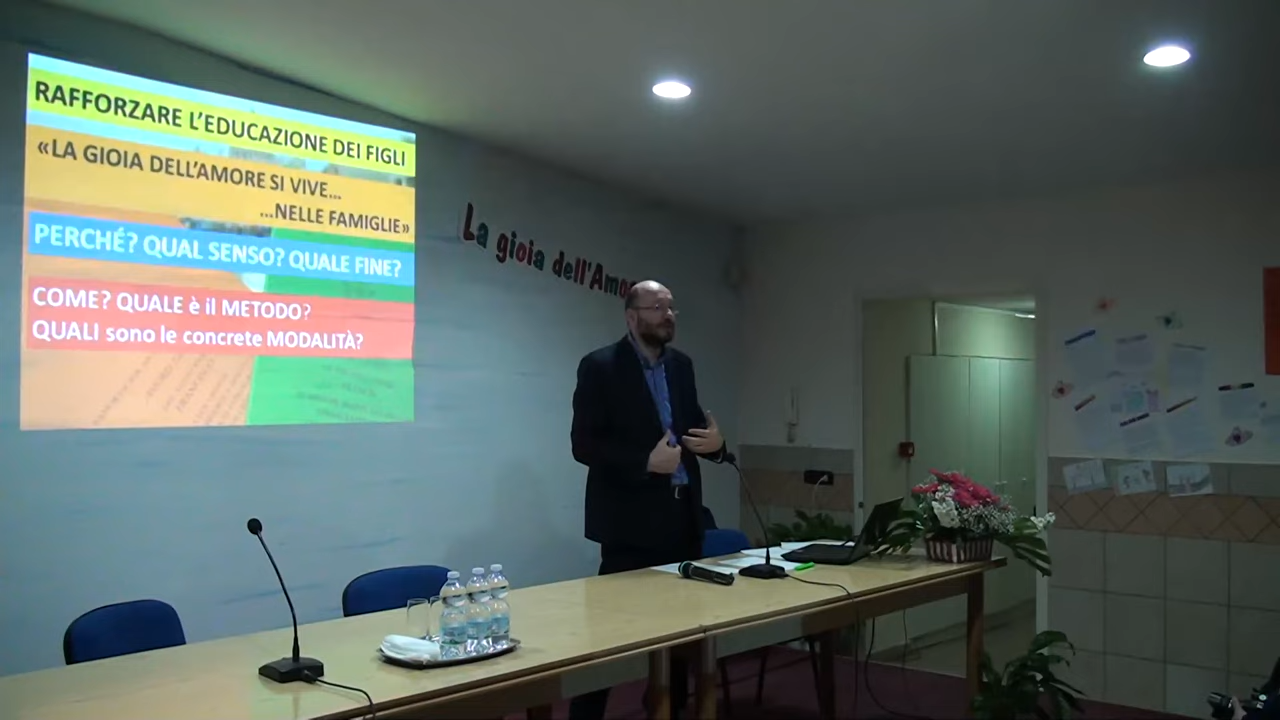 RAFFORZARE L'EDUCAZIONE DEI FIGLI
«LA GIOIA DELL'AMORE SI VIVE...
...NELLE FAMIGLIE»
PERCHÉ? QUAL SENSO? QUALE FINE?
COME? QUALE è il METODO?
QUALI sono le concrete MODALITÀ?
La gioia dell'Amo